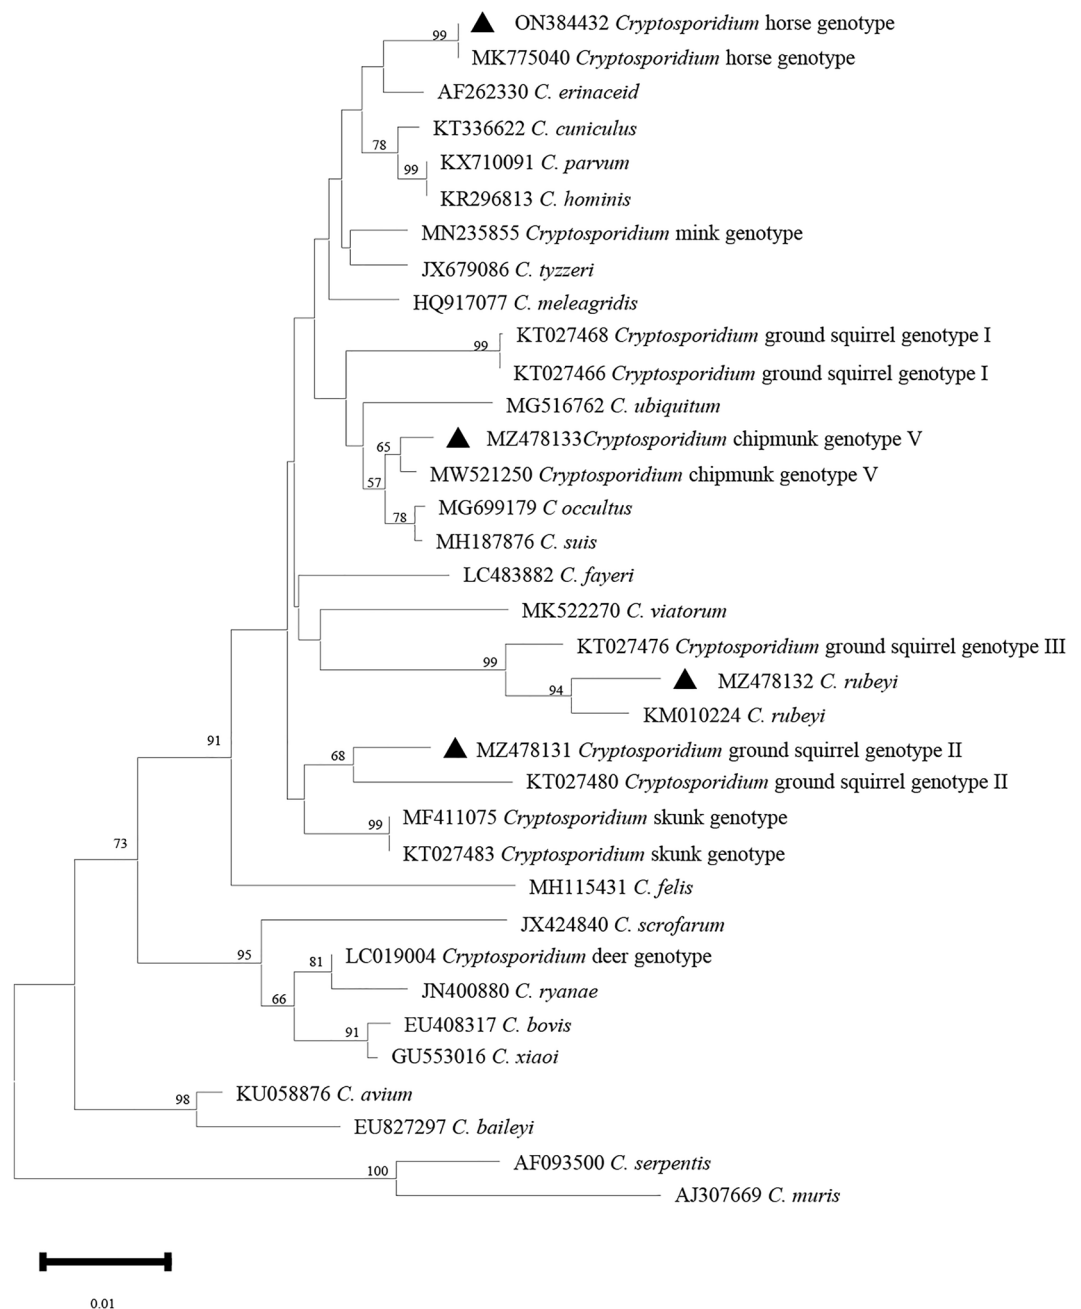 ON384432 Cryptosporidium horse genotype
99
MK775040 Cryptosporidium horse genotype
AF262330 C. erinaceid
KT336622 C. cuniculus
78
KX710091 C. parvum
99
KR296813 C. hominis
MN235855 Cryptosporidium mink genotype
JX679086 C. tyzzeri
HQ917077 C. meleagridis
KT027468 Cryptosporidium ground squirrel genotype I
99
KT027466 Cryptosporidium ground squirrel genotype I
MG516762 C. ubiquitum
MZ478133Cryptosporidium chipmunk genotype V
65
MW521250 Cryptosporidium chipmunk genotype V
57
MG699179 C occultus
78
MH187876 C. suis
LC483882 C. fayeri
MK522270 C. viatorum
KT027476 Cryptosporidium ground squirrel genotype III
99
MZ478132 C. rubeyi
94
KM010224 C. rubeyi
91
MZ478131 Cryptosporidium ground squirrel genotype II
68
KT027480 Cryptosporidium ground squirrel genotype II
MF411075 Cryptosporidium skunk genotype
99
KT027483 Cryptosporidium skunk genotype
73
MH115431 C. felis
JX424840 C. scrofarum
95
LC019004 Cryptosporidium deer genotype
81
JN400880 C. ryanae
66
EU408317 C. bovis
91
GU553016 C. xiaoi
KU058876 C. avium
98
EU827297 C. baileyi
AF093500 C. serpentis
100
AJ307669 C. muris
0.01